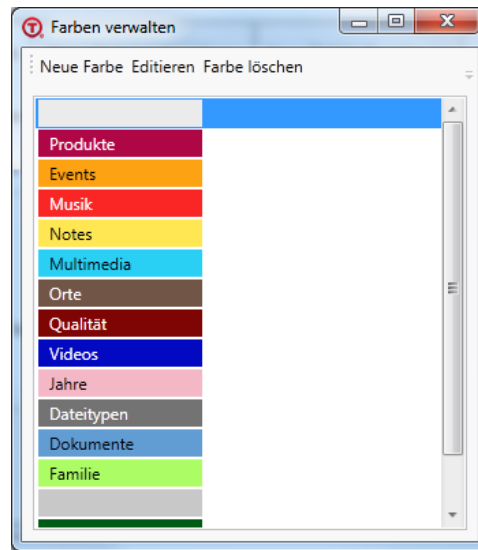 Farben verwalten
Neue Farbe Editieren Farbe löschen
Produkte
Events
Musik
Notes
Multimedia
Orte
Qualität
Videos
Jahre
Dateitypen
Dokumente
Familie